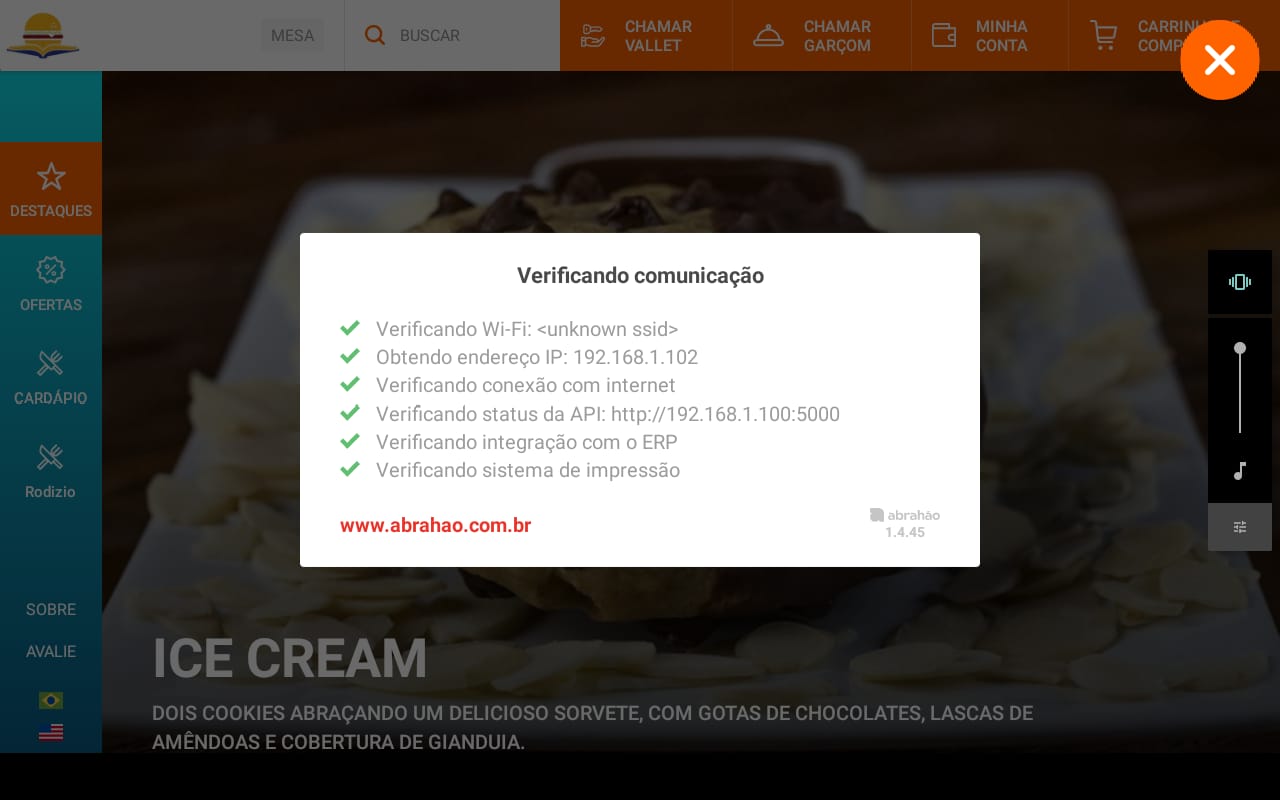 MESA
BUSCAR
CHAMAR
VALLET
CHAMAR
GARÇOM
MINHA
CONTA
DESTAQUES
OFERTAS
CARDÁPIO
Rodizio
SOBRE
AVALIE
Verificando comunicação
Verificando Wi-Fi: <unknown ssid>
Obtendo endereço IP: 192.168.1.102
Verificando conexão com internet
Verificando status da API: http://192.168.1.100:5000
Verificando integração com o ERP
Verificando sistema de impressão
www.abrahao.com.br
abrahão
1.4.45
ICE CREAM
DOIS COOKIES ABRAÇANDO UM DELICIOSO SORVETE, COM GOTAS DE CHOCOLATES, LASCAS DE
AMÊNDOAS E COBERTURA DE GIANDUIA.